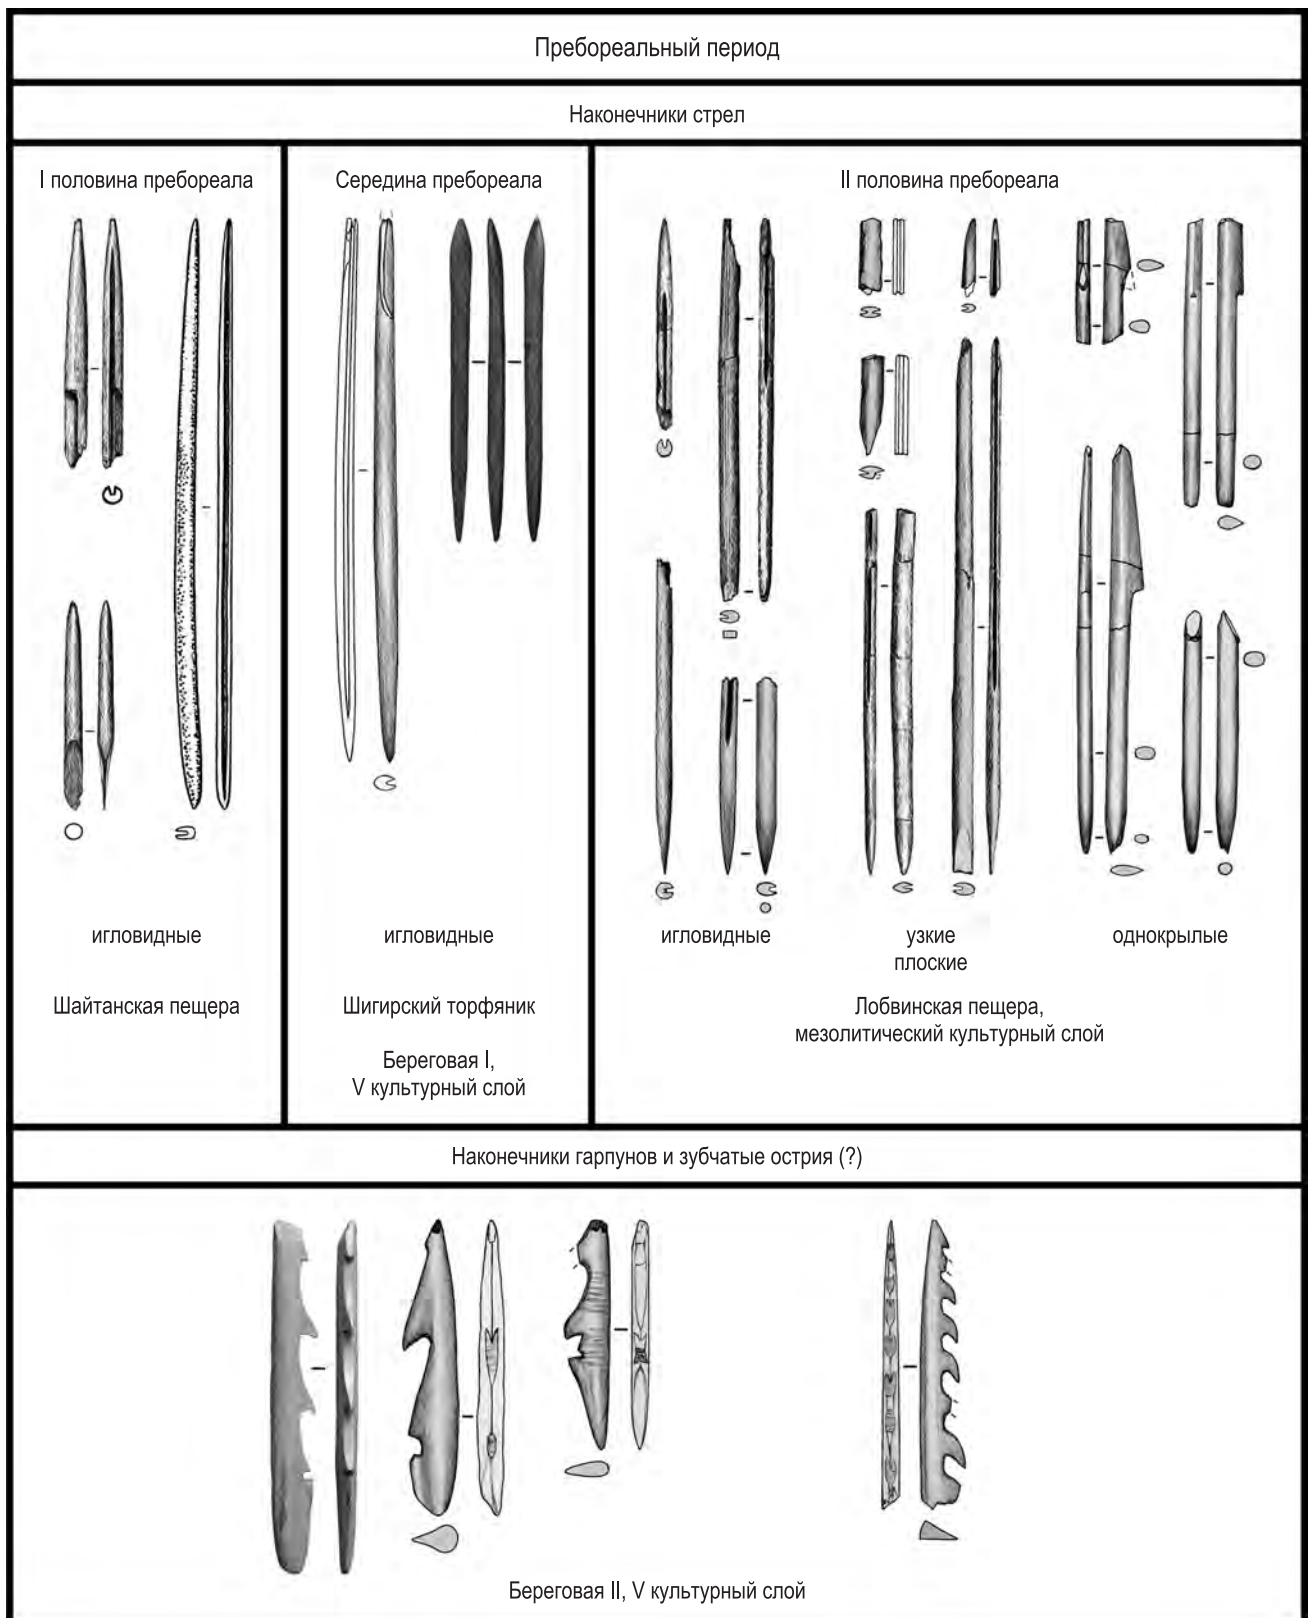 Пребореальный период
Наконечники стрел
I половина пребореала
Середина пребореала
II половина пребореала
игловидные
игловидные
игловидные
узкие
плоские
однокрылые
Шайтанская пещера
Шигирский торфяник
Береговая I,
V культурный слой
Лобвинская пещера,
мезолитический культурный слой
Наконечники гарпунов и зубчатые острия (?)
Береговая II, V культурный слой